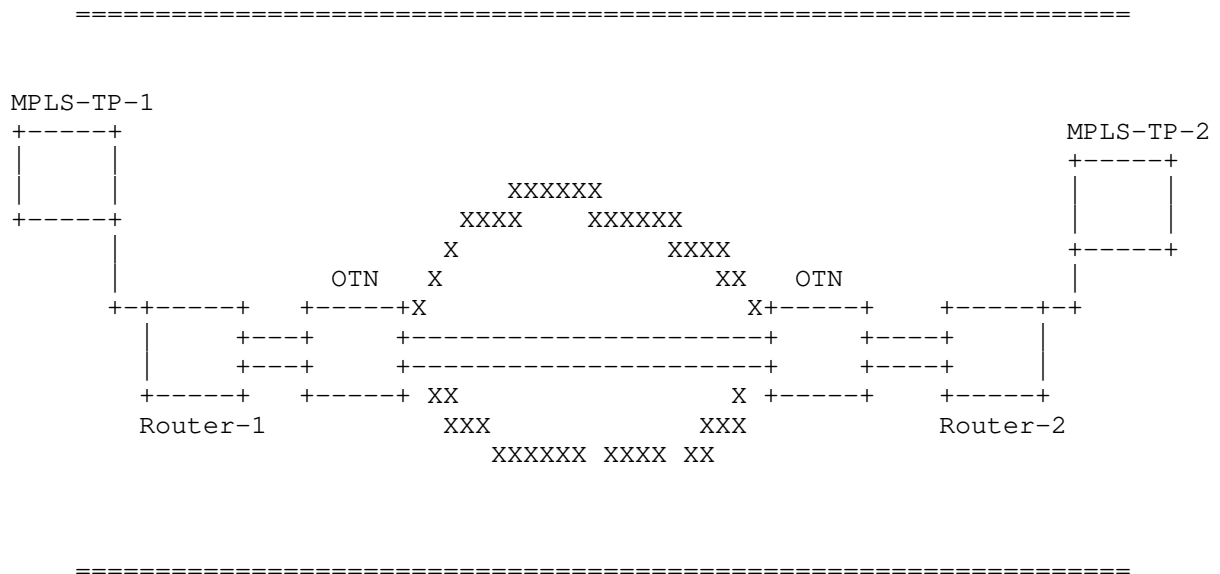 MPLS-TP-1
MPLS-TP-2
OTN
OTN
Router-1
Router-2